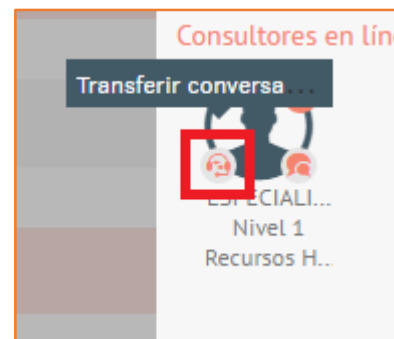 Consultores en lín
Transferir conversa...
ESPECIALI...
Nivel 1
Recursos H...